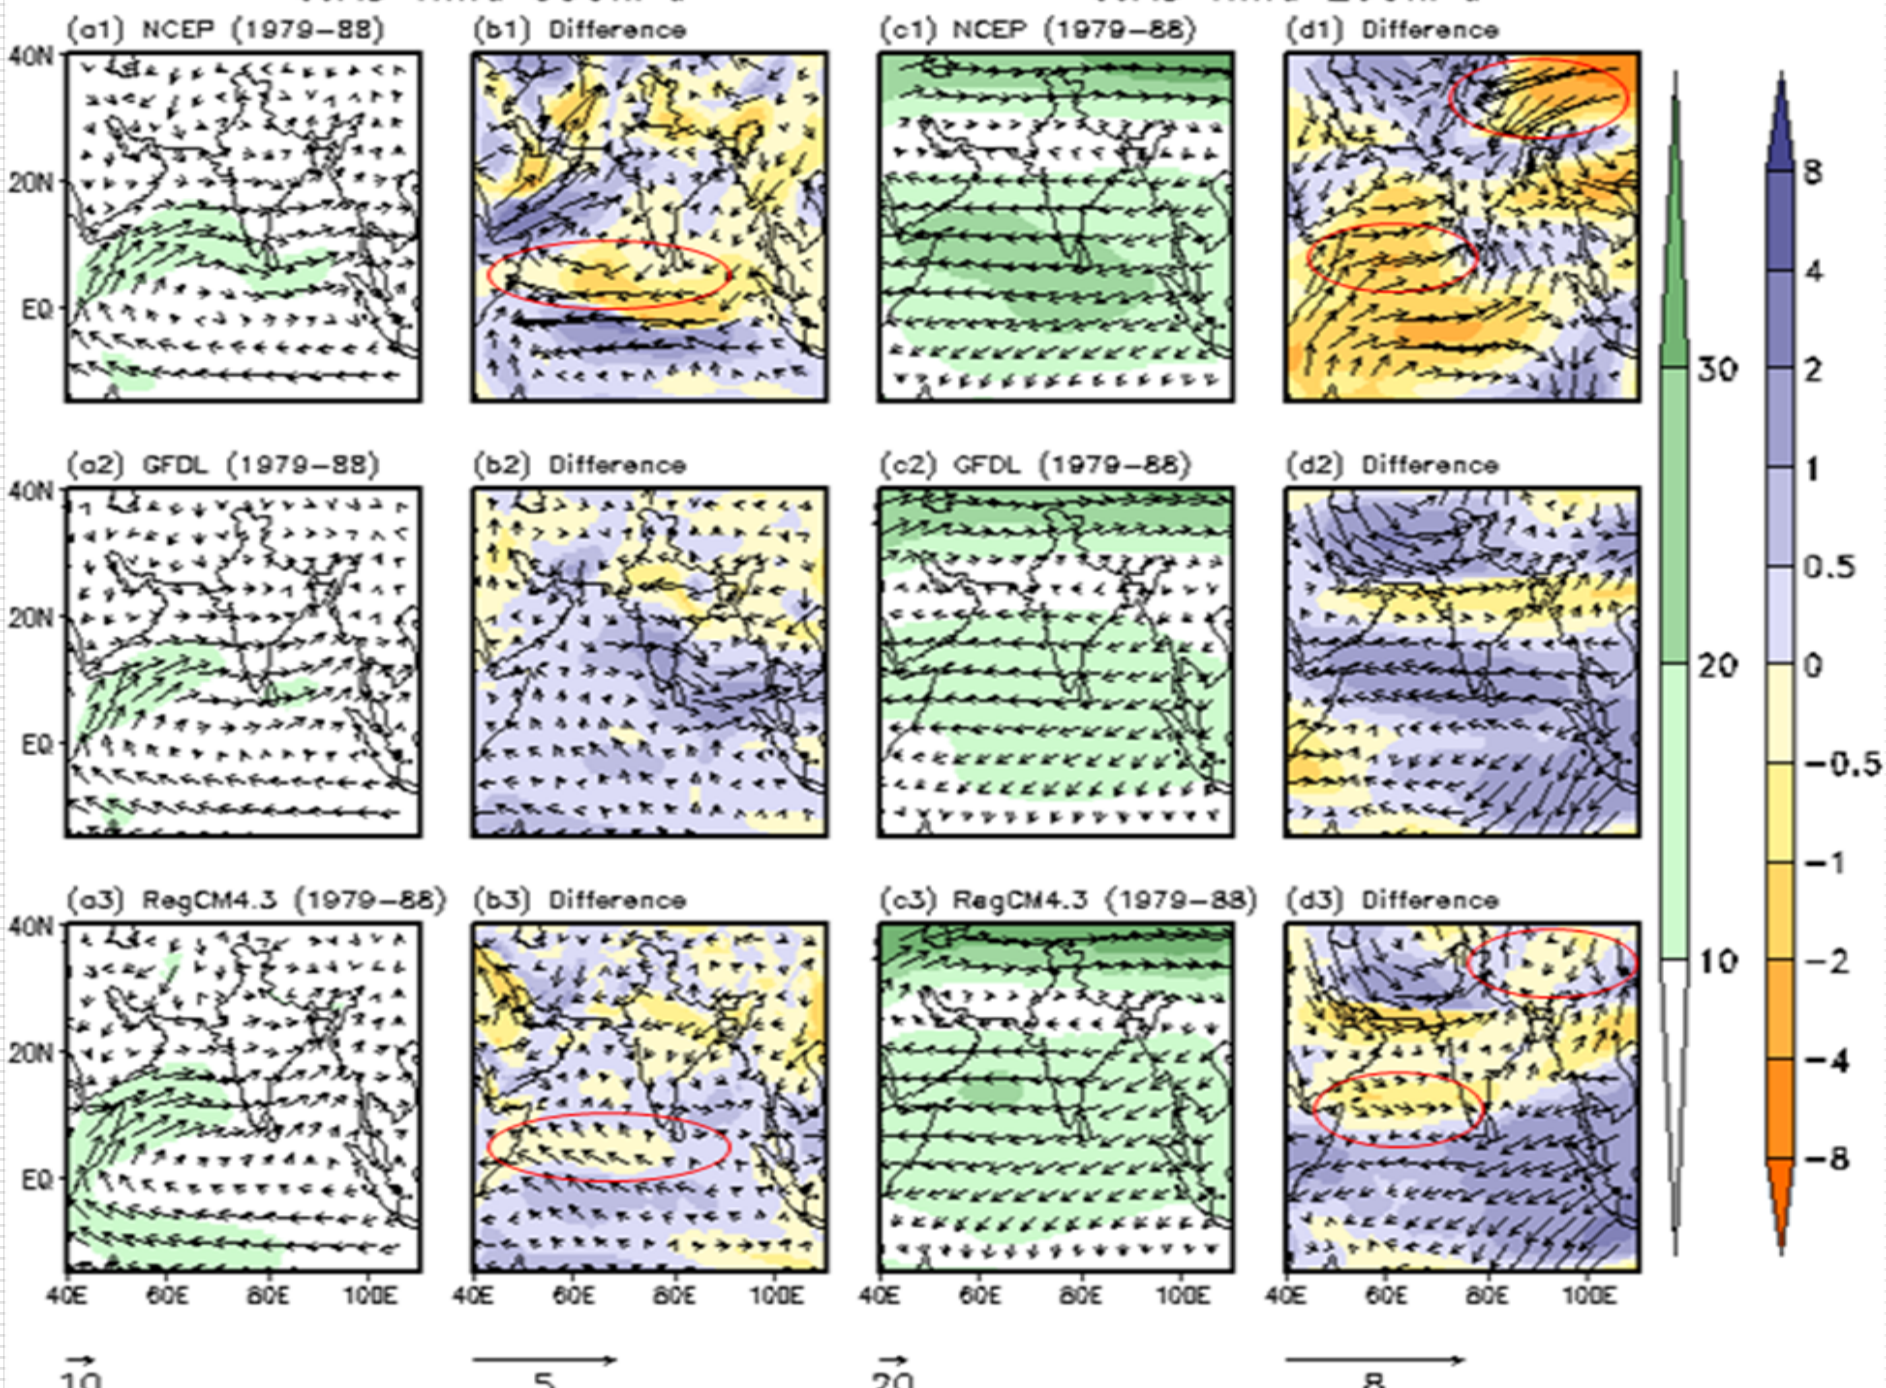 (a1) NCEP (1979-88) (b1) Difference (c1) NCEP (1979-88) (d1) Difference
40N
20N
EQ
(a2) GFDL (1979-88) (b2) Difference (c2) GFDL (1979-88) (d2) Difference
40N
20N
EQ
(a3) RegCM4.3 (1979-88) (b3) Difference (c3) RegCM4.3 (1979-88) (d3) Difference
40N
20N
EQ
40E 60E 80E 100E 40E 60E 80E 100E 40E 60E 80E 100E 40E 60E 80E 100E
10 5 20 8
30
20
10
8
4
2
1
0.5
0
-0.5
-1
-2
-4
-8